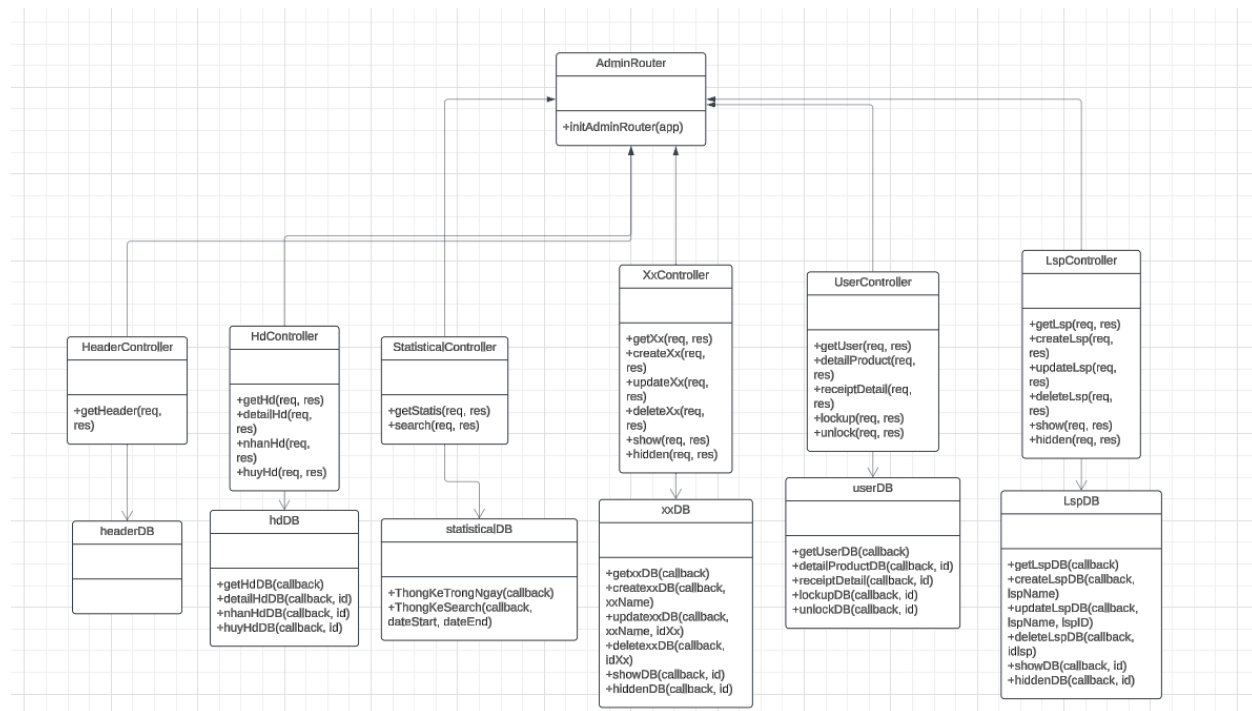 AdminRouter
+initAdminRouter(app)
HeaderController
+getHeader(req,
res)
HdController
+getHd(req, res)
+detailHd(req,
res)
+nhanHd(req,
res)
+huyHd(req, res)
StatisticalController
+getStatis(req, res)
+search(req, res)
XxController
+getXx(req, res)
+createXx(req,
res)
+updateXx(req,
res)
+deleteXx(req,
res)
+show(req, res)
+hidden(req, res)
UserController
+getUser(req, res)
+detailProduct(req,
res)
+receiptDetail(req,
res)
+lockup(req, res)
+unlock(req, res)
LspController
+getLsp(req, res)
+createLsp(req,
res)
+updateLsp(req,
res)
+deleteLsp(req,
res)
+show(req, res)
+hidden(req, res)
headerDB
hdDB
+getHdDB(callback)
+detailHdDB(callback, id)
+nhanHdDB(callback, id)
+huyHdDB(callback, id)
statisticalDB
+ThongKeTrongNgay(callback)
+ThongKeSearch(callback,
dateStart, dateEnd)
xxDB
+getxxDB(callback)
+createxxDB(callback,
xxName)
+updatexxDB(callback,
xxName, idXx)
+deletexxDB(callback,
idXx)
+showDB(callback, id)
+hiddenDB(callback, id)
userDB
+getUserDB(callback)
+detailProductDB(callback, id)
+receiptDetail(callback, id)
+lockupDB(callback, id)
+unlockDB(callback, id)
LspDB
+getLspDB(callback)
+createLspDB(callback,
lspName)
+updateLspDB(callback,
lspName, lspID)
+deleteLspDB(callback,
idlsp)
+showDB(callback, id)
+hiddenDB(callback, id)